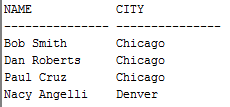 NAME            CITY
--------------- ---------------
Bob Smith       Chicago
Dan Roberts     Chicago
Paul Cruz       Chicago
Nacy Angelli    Denver